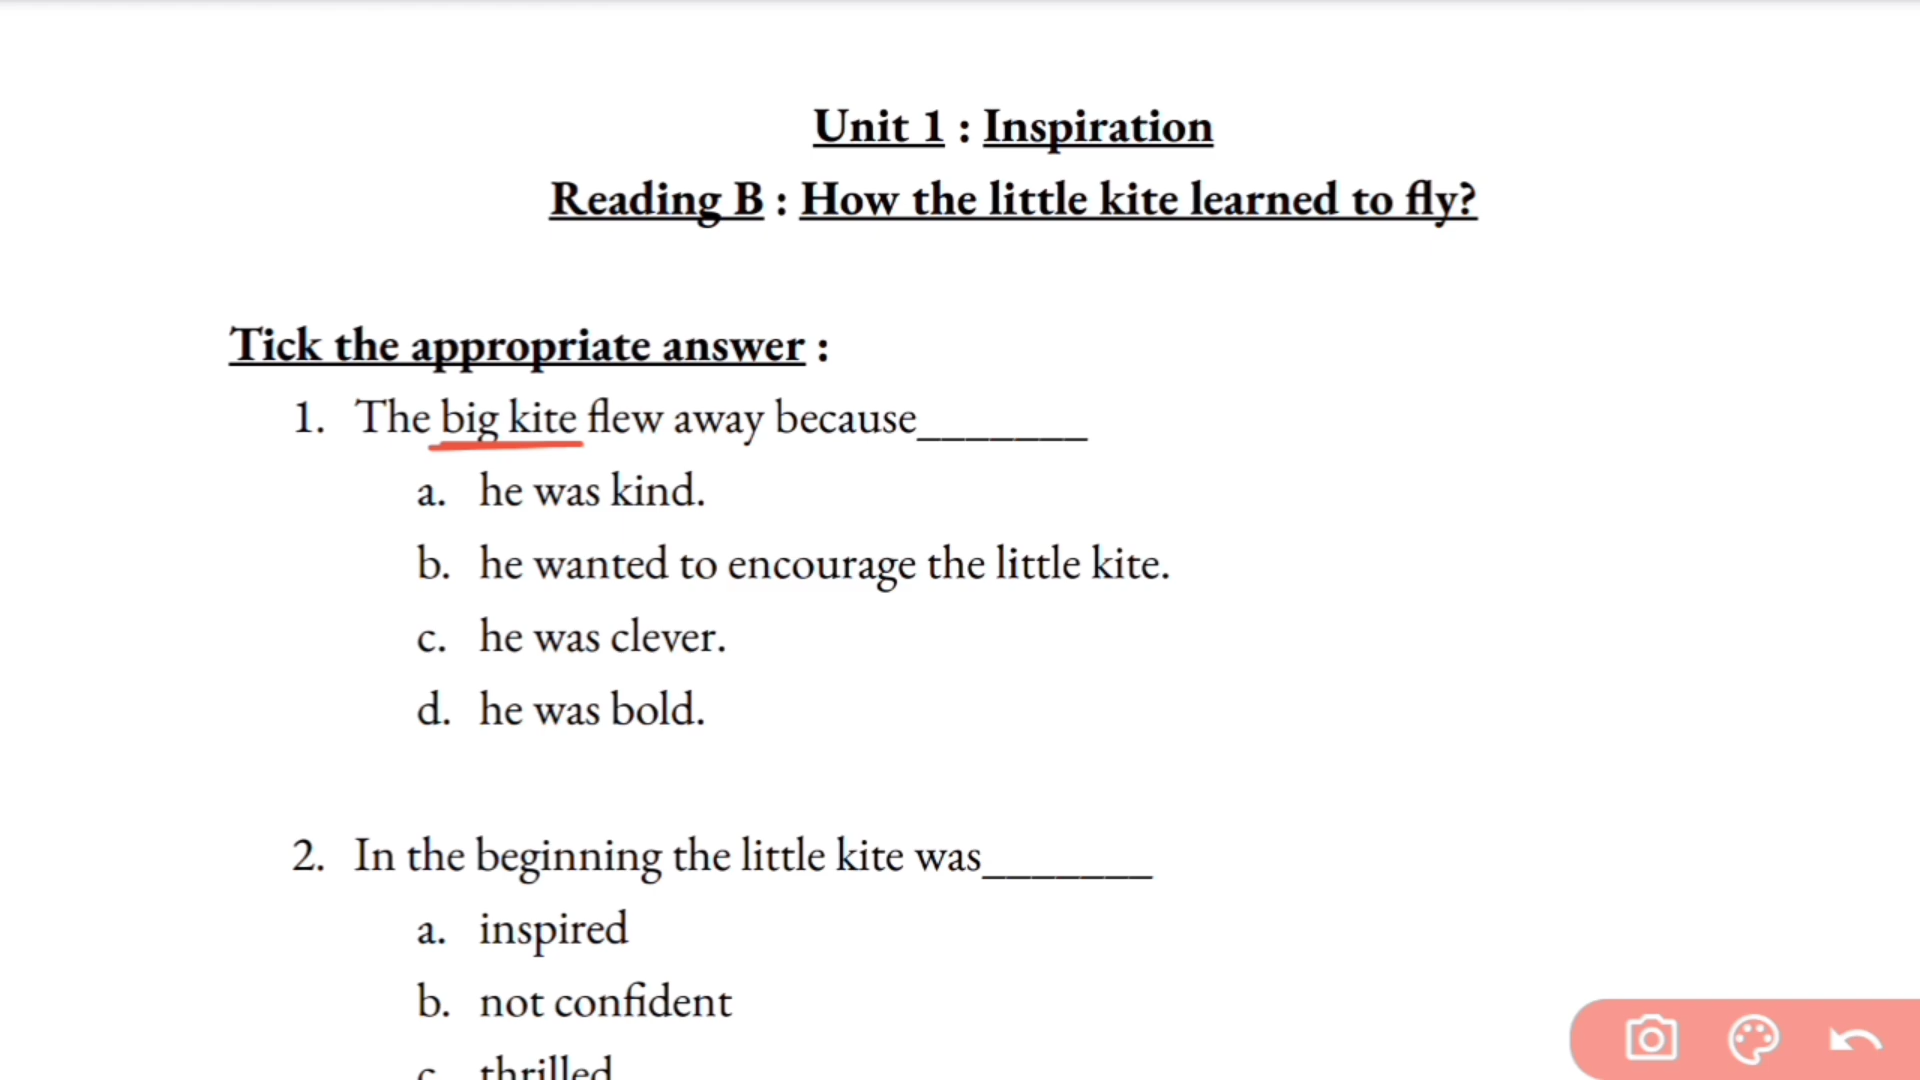 Unit 1 : Inspiration
Reading B : How the little kite learned to fly?
Tick the appropriate answer :
1. The big kite flew away because_______
a. he was kind.
b. he wanted to encourage the little kite.
c. he was clever.
d. he was bold.
2. In the beginning the little kite was_______
a. inspired
b. not confident
c. thrilled